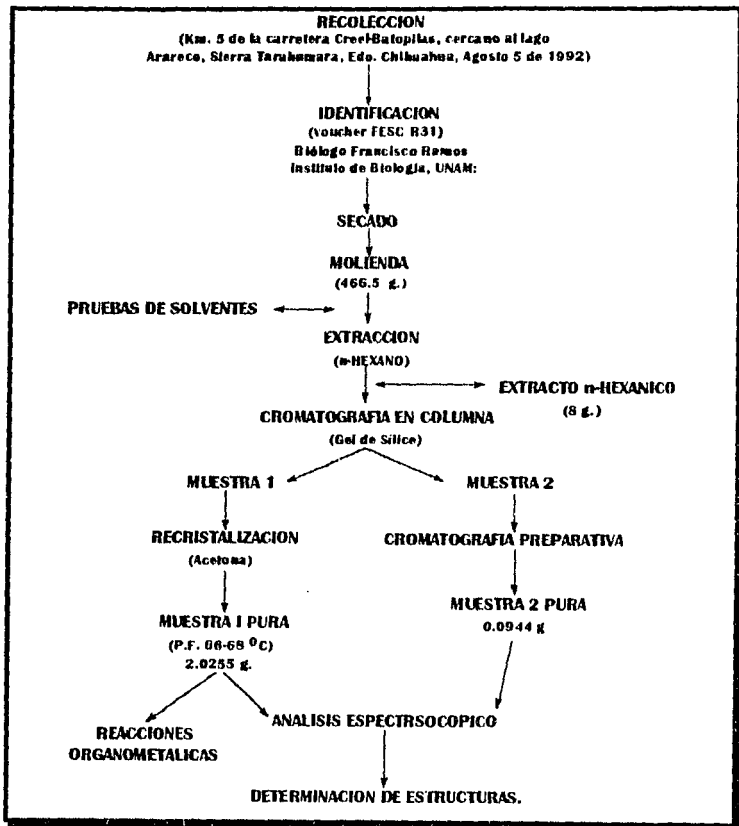 RECOLECCION
(Km. 5 de la carretera Creel-Batopilas, cercano al lago
Arareco, Sierra Tarahumara, Edo. Chihuahua, Agosto 5 de 1992)
IDENTIFICACION
(voucher FESC R31)
Biólogo Francisco Ramos
Instituto de Biología, UNAM:
SECADO
MOLIENDA
(466.5 g.)
PRUEBAS DE SOLVENTES
EXTRACCION
(n-HEXANO)
EXTRACTO n-HEXANICO
(8 g.)
CROMATOGRAFIA EN COLUMNA
(Gel de Sílice)
MUESTRA 1
MUESTRA 2
RECRISTALIZACION
(Acetona)
CROMATOGRAFIA PREPARATIVA
MUESTRA 1 PURA
(P.F. 66-68 °C)
2.0255 g.
MUESTRA 2 PURA
0.0944 g
REACCIONES
ORGANOMETALICAS
ANALISIS ESPECTRSOCOPICO
DETERMINACION DE ESTRUCTURAS.